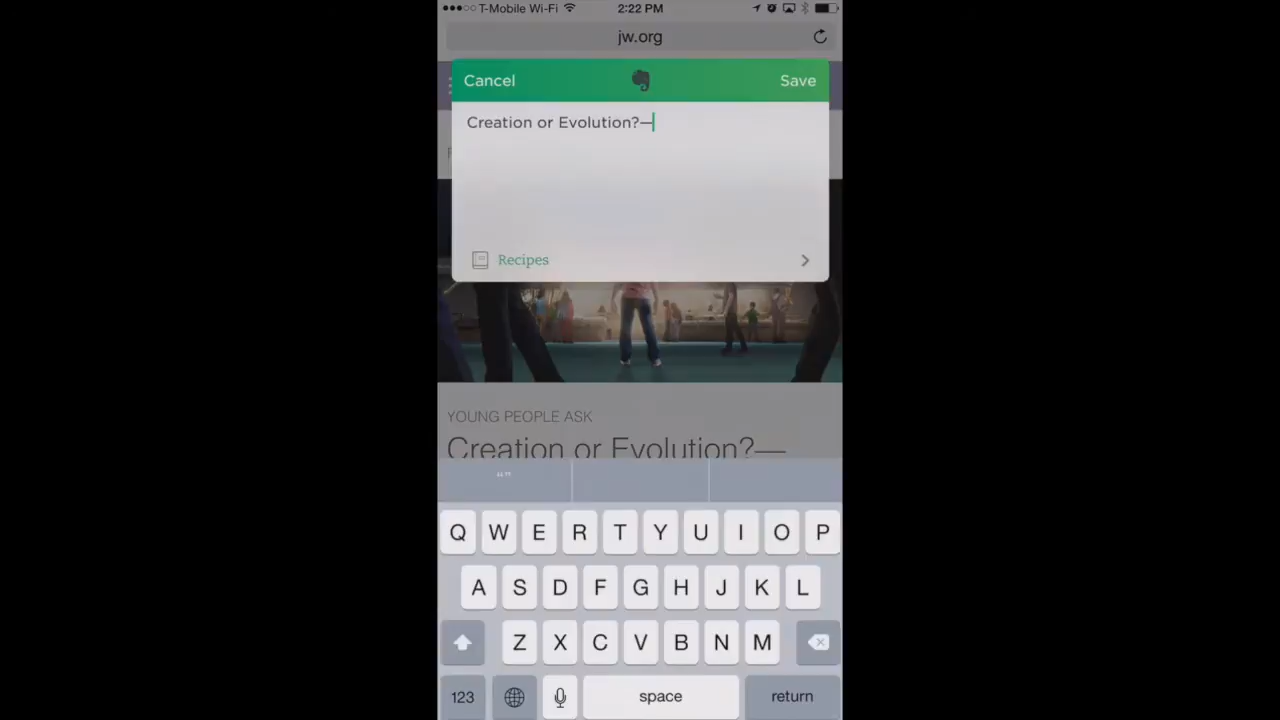 T-Mobile Wi-Fi 2:22 PM
jw.org
Cancel Save
Creation or Evolution?—
Recipes
YOUNG PEOPLE ASK
Creation or Evolution?—
“”
Q W E R T Y U I O P
A S D F G H J K L
Z X C V B N M
123 space return